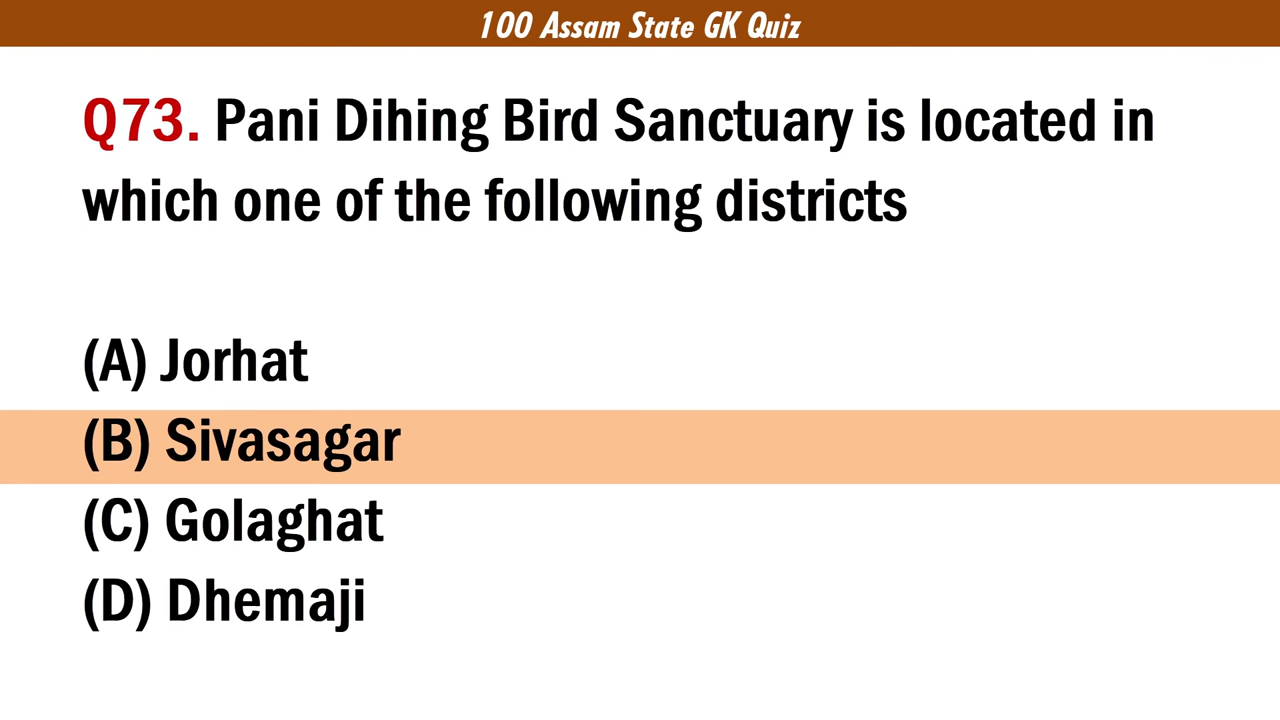 100 Assam State GK Quiz
Q73. Pani Dihing Bird Sanctuary is located in
which one of the following districts
(A) Jorhat
(B) Sivasagar
(C) Golaghat
(D) Dhemaji